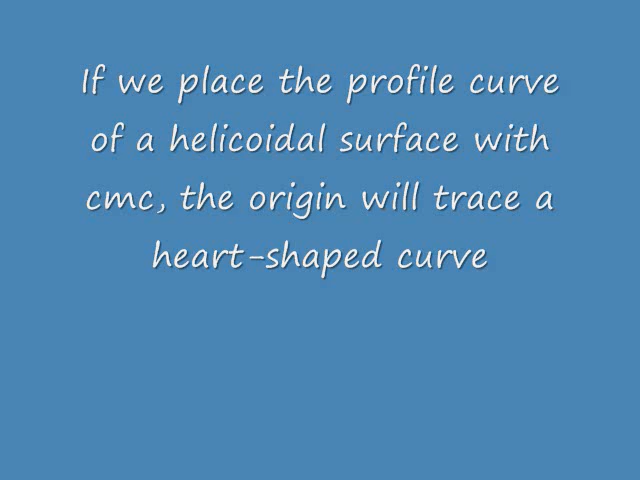 If we place the profile curve
of a helicoidal surface with
cmc, the origin will trace a
heart-shaped curve